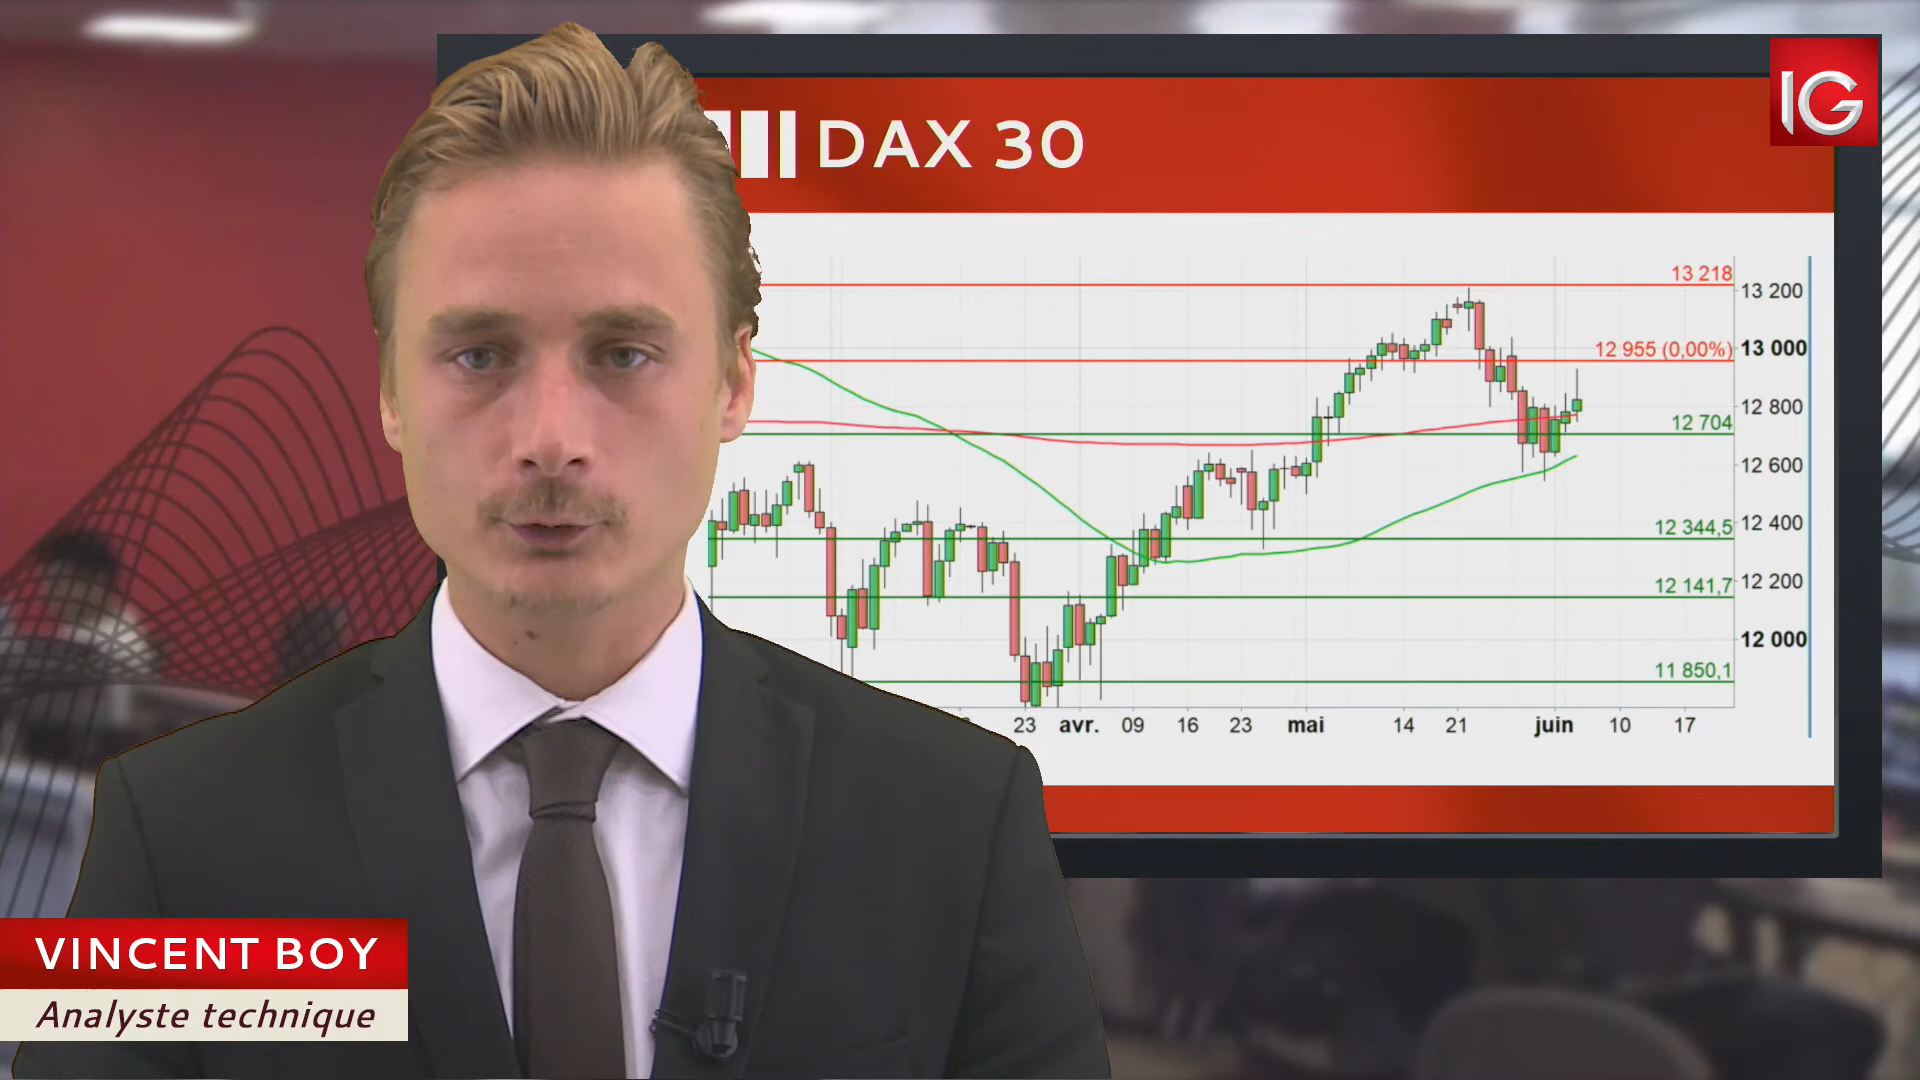 IG
DAX 30
13 218
13 200
12 955 (0,00%)
13 000
12 800
12 704
12 600
12 344,5
12 400
12 200
12 141,7
12 000
11 850,1
23 avr. 09 16 23 mai 14 21 juin 10 17
VINCENT BOY
Analyste technique